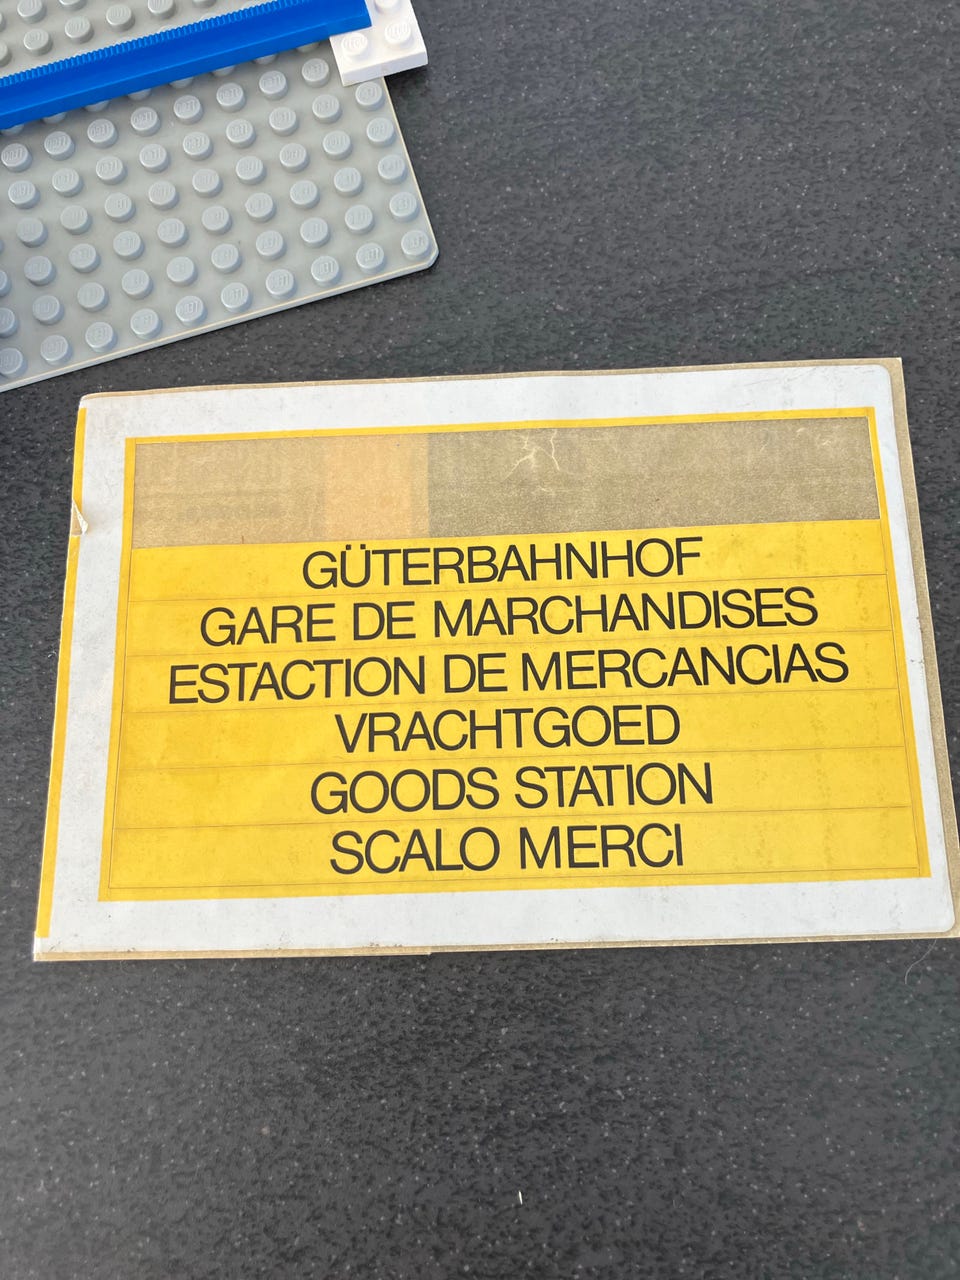 GÜTERBAHNHOF
GARE DE MARCHANDISES
ESTACTION DE MERCANCIAS
VRACHTGOED
GOODS STATION
SCALO MERCI